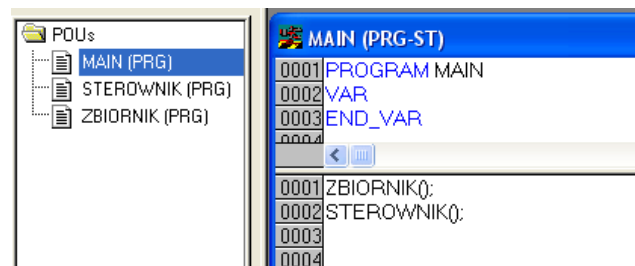 POUs
MAIN (PRG)
STEROWNIK (PRG)
ZBIORNIK (PRG)
MAIN (PRG-ST)
0001 PROGRAM MAIN
0002 VAR
0003 END_VAR
0004
0001 ZBIORNIK();
0002 STEROWNIK();
0003
0004